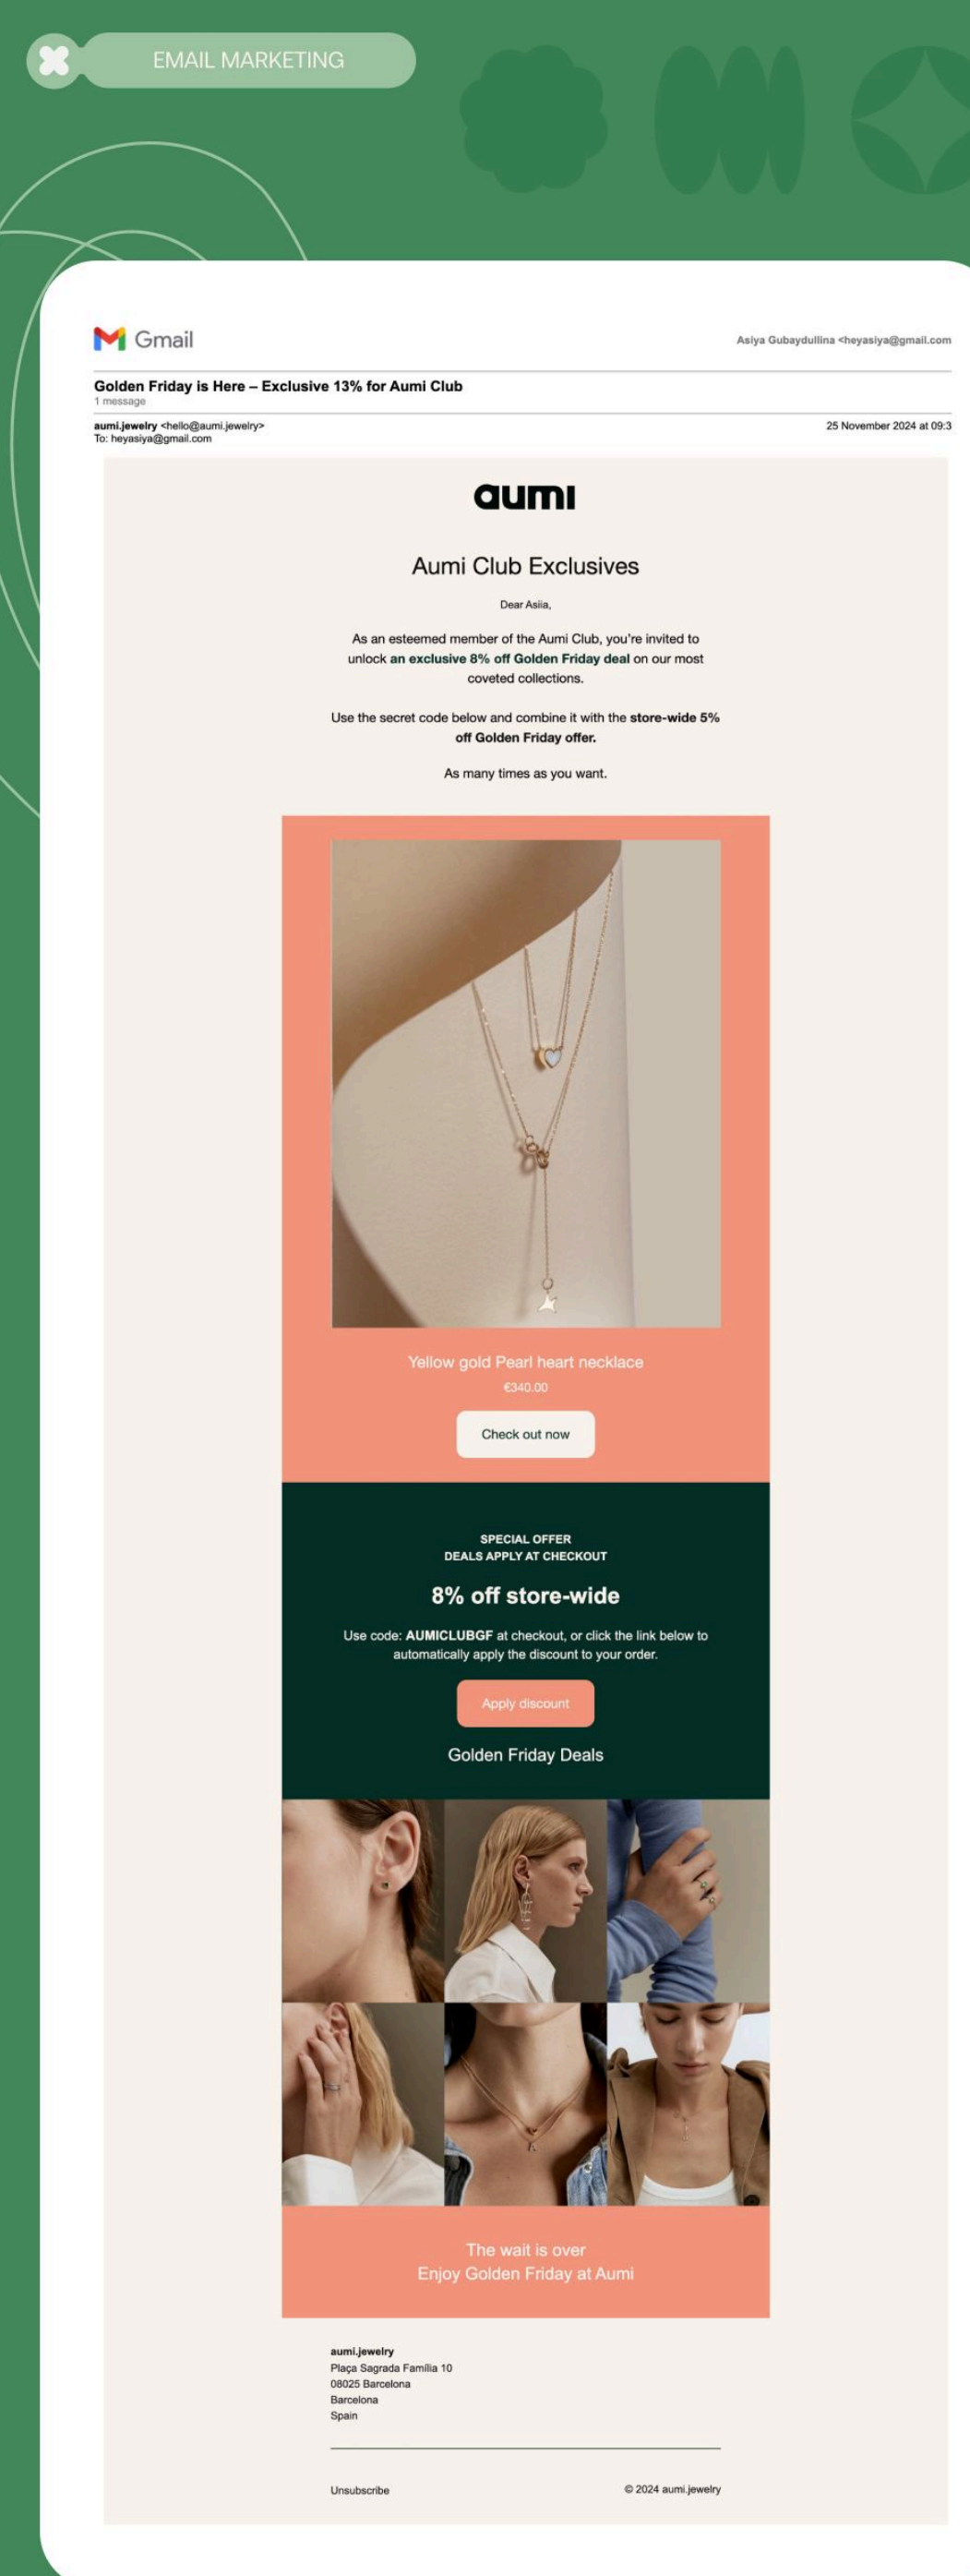 EMAIL MARKETING
Gmail
Asiya Gubaydullina <heyasiya@gmail.com
Golden Friday is Here – Exclusive 13% for Aumi Club
1 message
aumi.jewelry <hello@aumi.jewelry>
25 November 2024 at 09:3
To: heyasiya@gmail.com
aumi
Aumi Club Exclusives
Dear Asiia,
As an esteemed member of the Aumi Club, you're invited to
unlock an exclusive 8% off Golden Friday deal on our most
coveted collections.
Use the secret code below and combine it with the store-wide 5%
off Golden Friday offer.
As many times as you want.
Yellow gold Pearl heart necklace
€340.00
Check out now
SPECIAL OFFER
DEALS APPLY AT CHECKOUT
8% off store-wide
Use code: AUMICLUBGF at checkout, or click the link below to
automatically apply the discount to your order.
Apply discount
Golden Friday Deals
The wait is over
Enjoy Golden Friday at Aumi
aumi.jewelry
Plaça Sagrada Família 10
08025 Barcelona
Barcelona
Spain
Unsubscribe
© 2024 aumi.jewelry